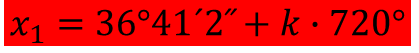 x₁ = 36°41´2˝ + k · 720°